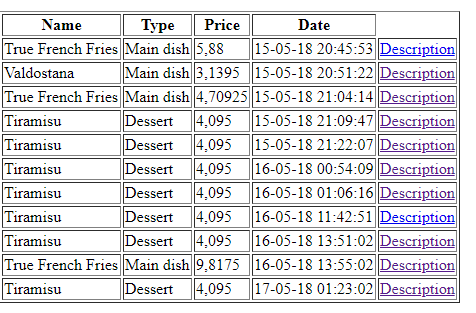 Name Type Price Date
True French Fries Main dish 5,88 15-05-18 20:45:53 Description
Valdostana Main dish 3,1395 15-05-18 20:51:22 Description
True French Fries Main dish 4,70925 15-05-18 21:04:14 Description
Tiramisu Dessert 4,095 15-05-18 21:09:47 Description
Tiramisu Dessert 4,095 15-05-18 21:22:07 Description
Tiramisu Dessert 4,095 16-05-18 00:54:09 Description
Tiramisu Dessert 4,095 16-05-18 01:06:16 Description
Tiramisu Dessert 4,095 16-05-18 11:42:51 Description
Tiramisu Dessert 4,095 16-05-18 13:51:02 Description
True French Fries Main dish 9,8175 16-05-18 13:55:02 Description
Tiramisu Dessert 4,095 17-05-18 01:23:02 Description